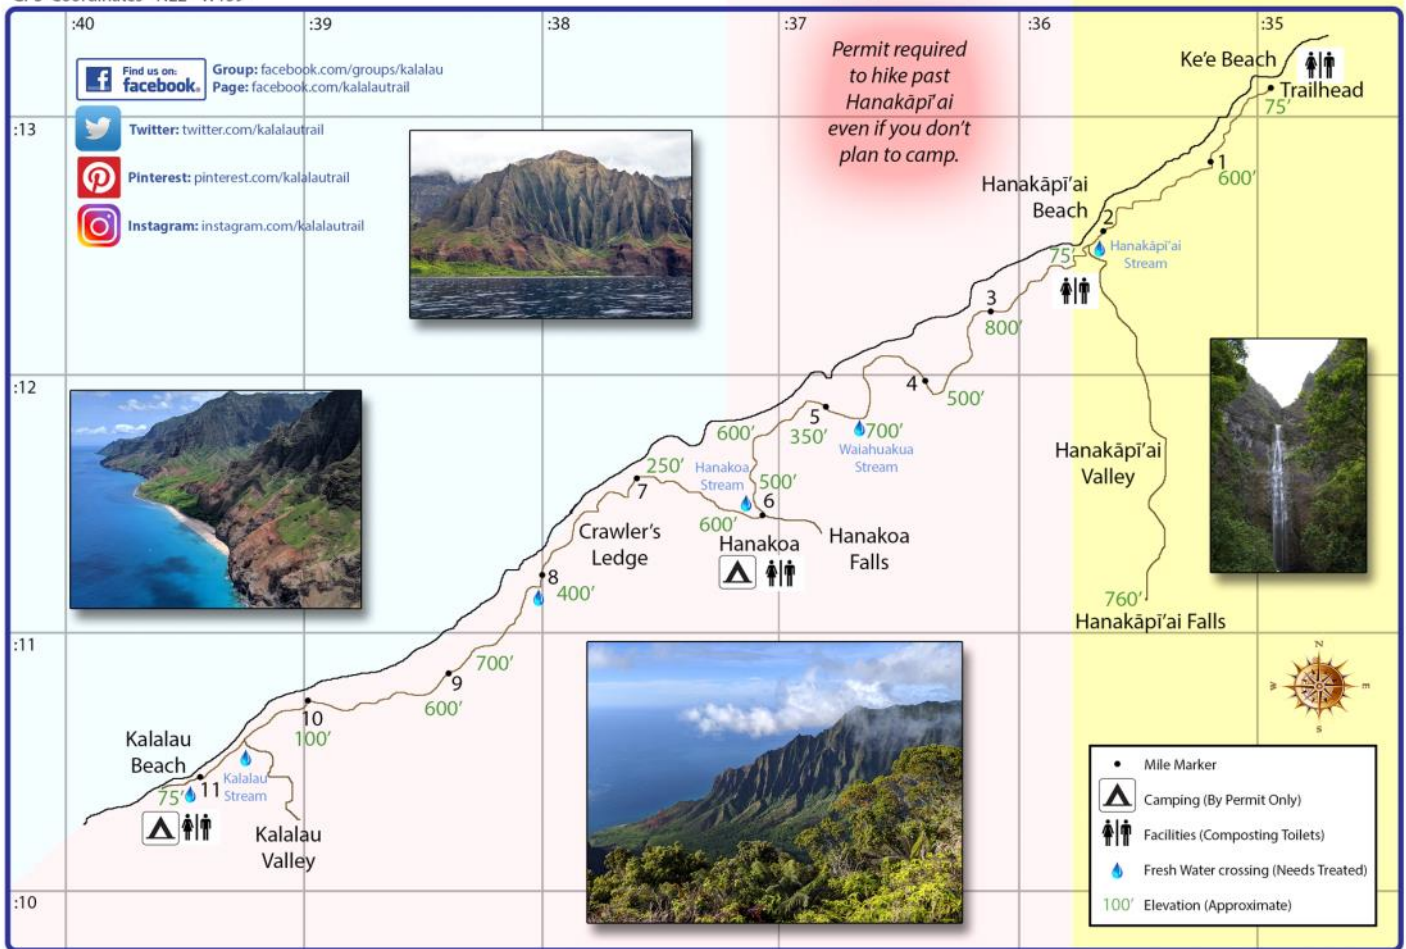 :40
:39
:38
:37
:36
:35
:13
:12
:11
:10
Find us on:
facebook.
Group: facebook.com/groups/kalalau
Page: facebook.com/kalalautrail
Twitter: twitter.com/kalalautrail
Pinterest: pinterest.com/kalalautrail
Instagram: instagram.com/kalalautrail
Permit required
to hike past
Hanakāpī'ai
even if you don't
plan to camp.
Ke'e Beach
Trailhead
75'
1
600'
Hanakāpī'ai
Beach
2
75'
Hanakāpī'ai
Stream
3
800'
4
500'
5
350'
700'
Waiahuakua
Stream
600'
Hanakoa
Stream
500'
6
600'
Hanakoa
Hanakoa
Falls
250'
7
Crawler's
Ledge
8
400'
Hanakāpī'ai
Valley
760'
Hanakāpī'ai Falls
700'
9
600'
10
100'
Kalalau
Beach
11
75'
Kalalau
Stream
Kalalau
Valley
N
W
E
S
Mile Marker
Camping (By Permit Only)
Facilities (Composting Toilets)
Fresh Water crossing (Needs Treated)
100' Elevation (Approximate)